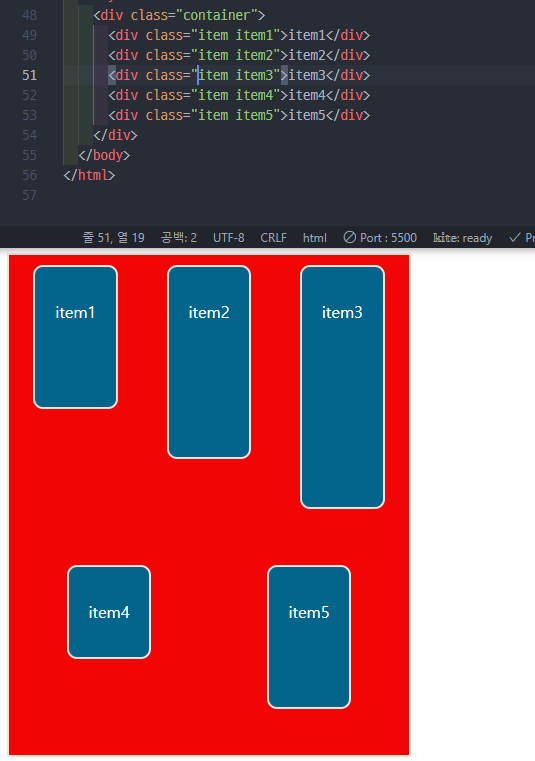 48 <div class="container">
49 <div class="item item1">item1</div>
50 <div class="item item2">item2</div>
51 <div class="item item3">item3</div>
52 <div class="item item4">item4</div>
53 <div class="item item5">item5</div>
54 </div>
55 </body>
56 </html>
57
줄 51, 열 19 공백: 2 UTF-8 CRLF html Port : 5500 kite: ready
item1 item2 item3
item4 item5